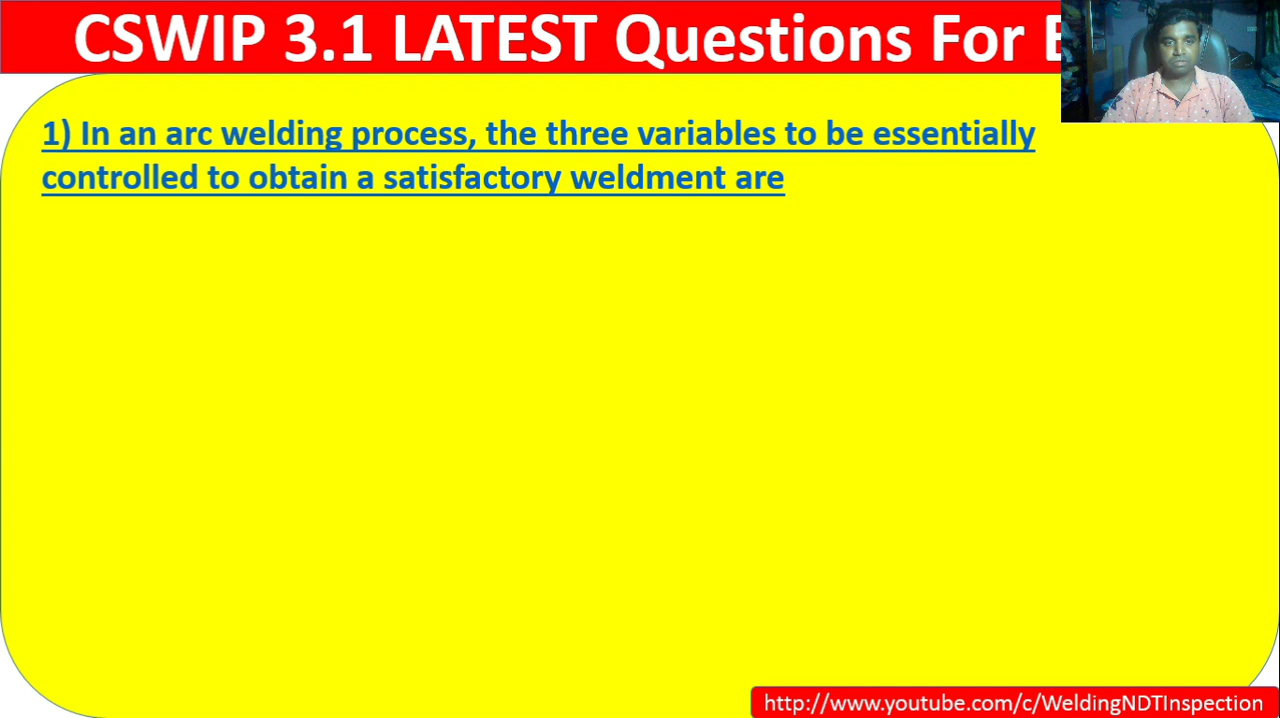 CSWIP 3.1 LATEST Questions For
1) In an arc welding process, the three variables to be essentially
controlled to obtain a satisfactory weldment are
http://www.youtube.com/c/WeldingNDTInspection